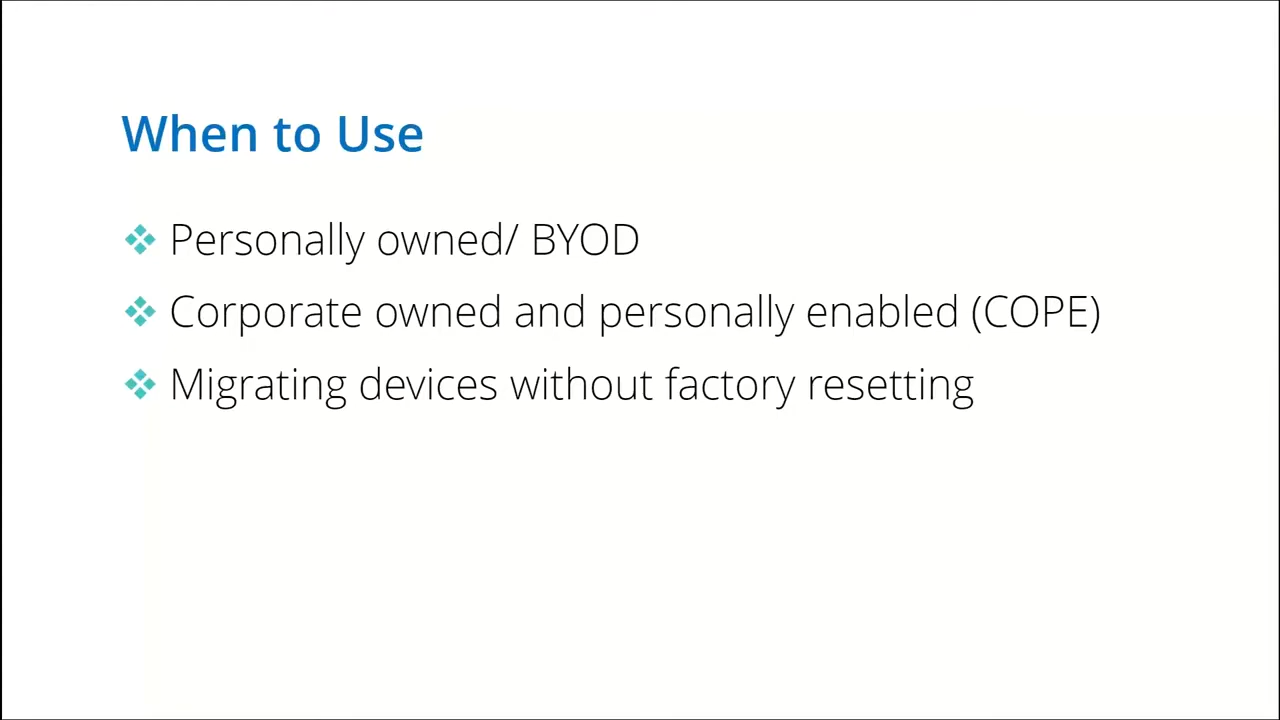 When to Use
Personally owned/ BYOD
Corporate owned and personally enabled (COPE)
Migrating devices without factory resetting